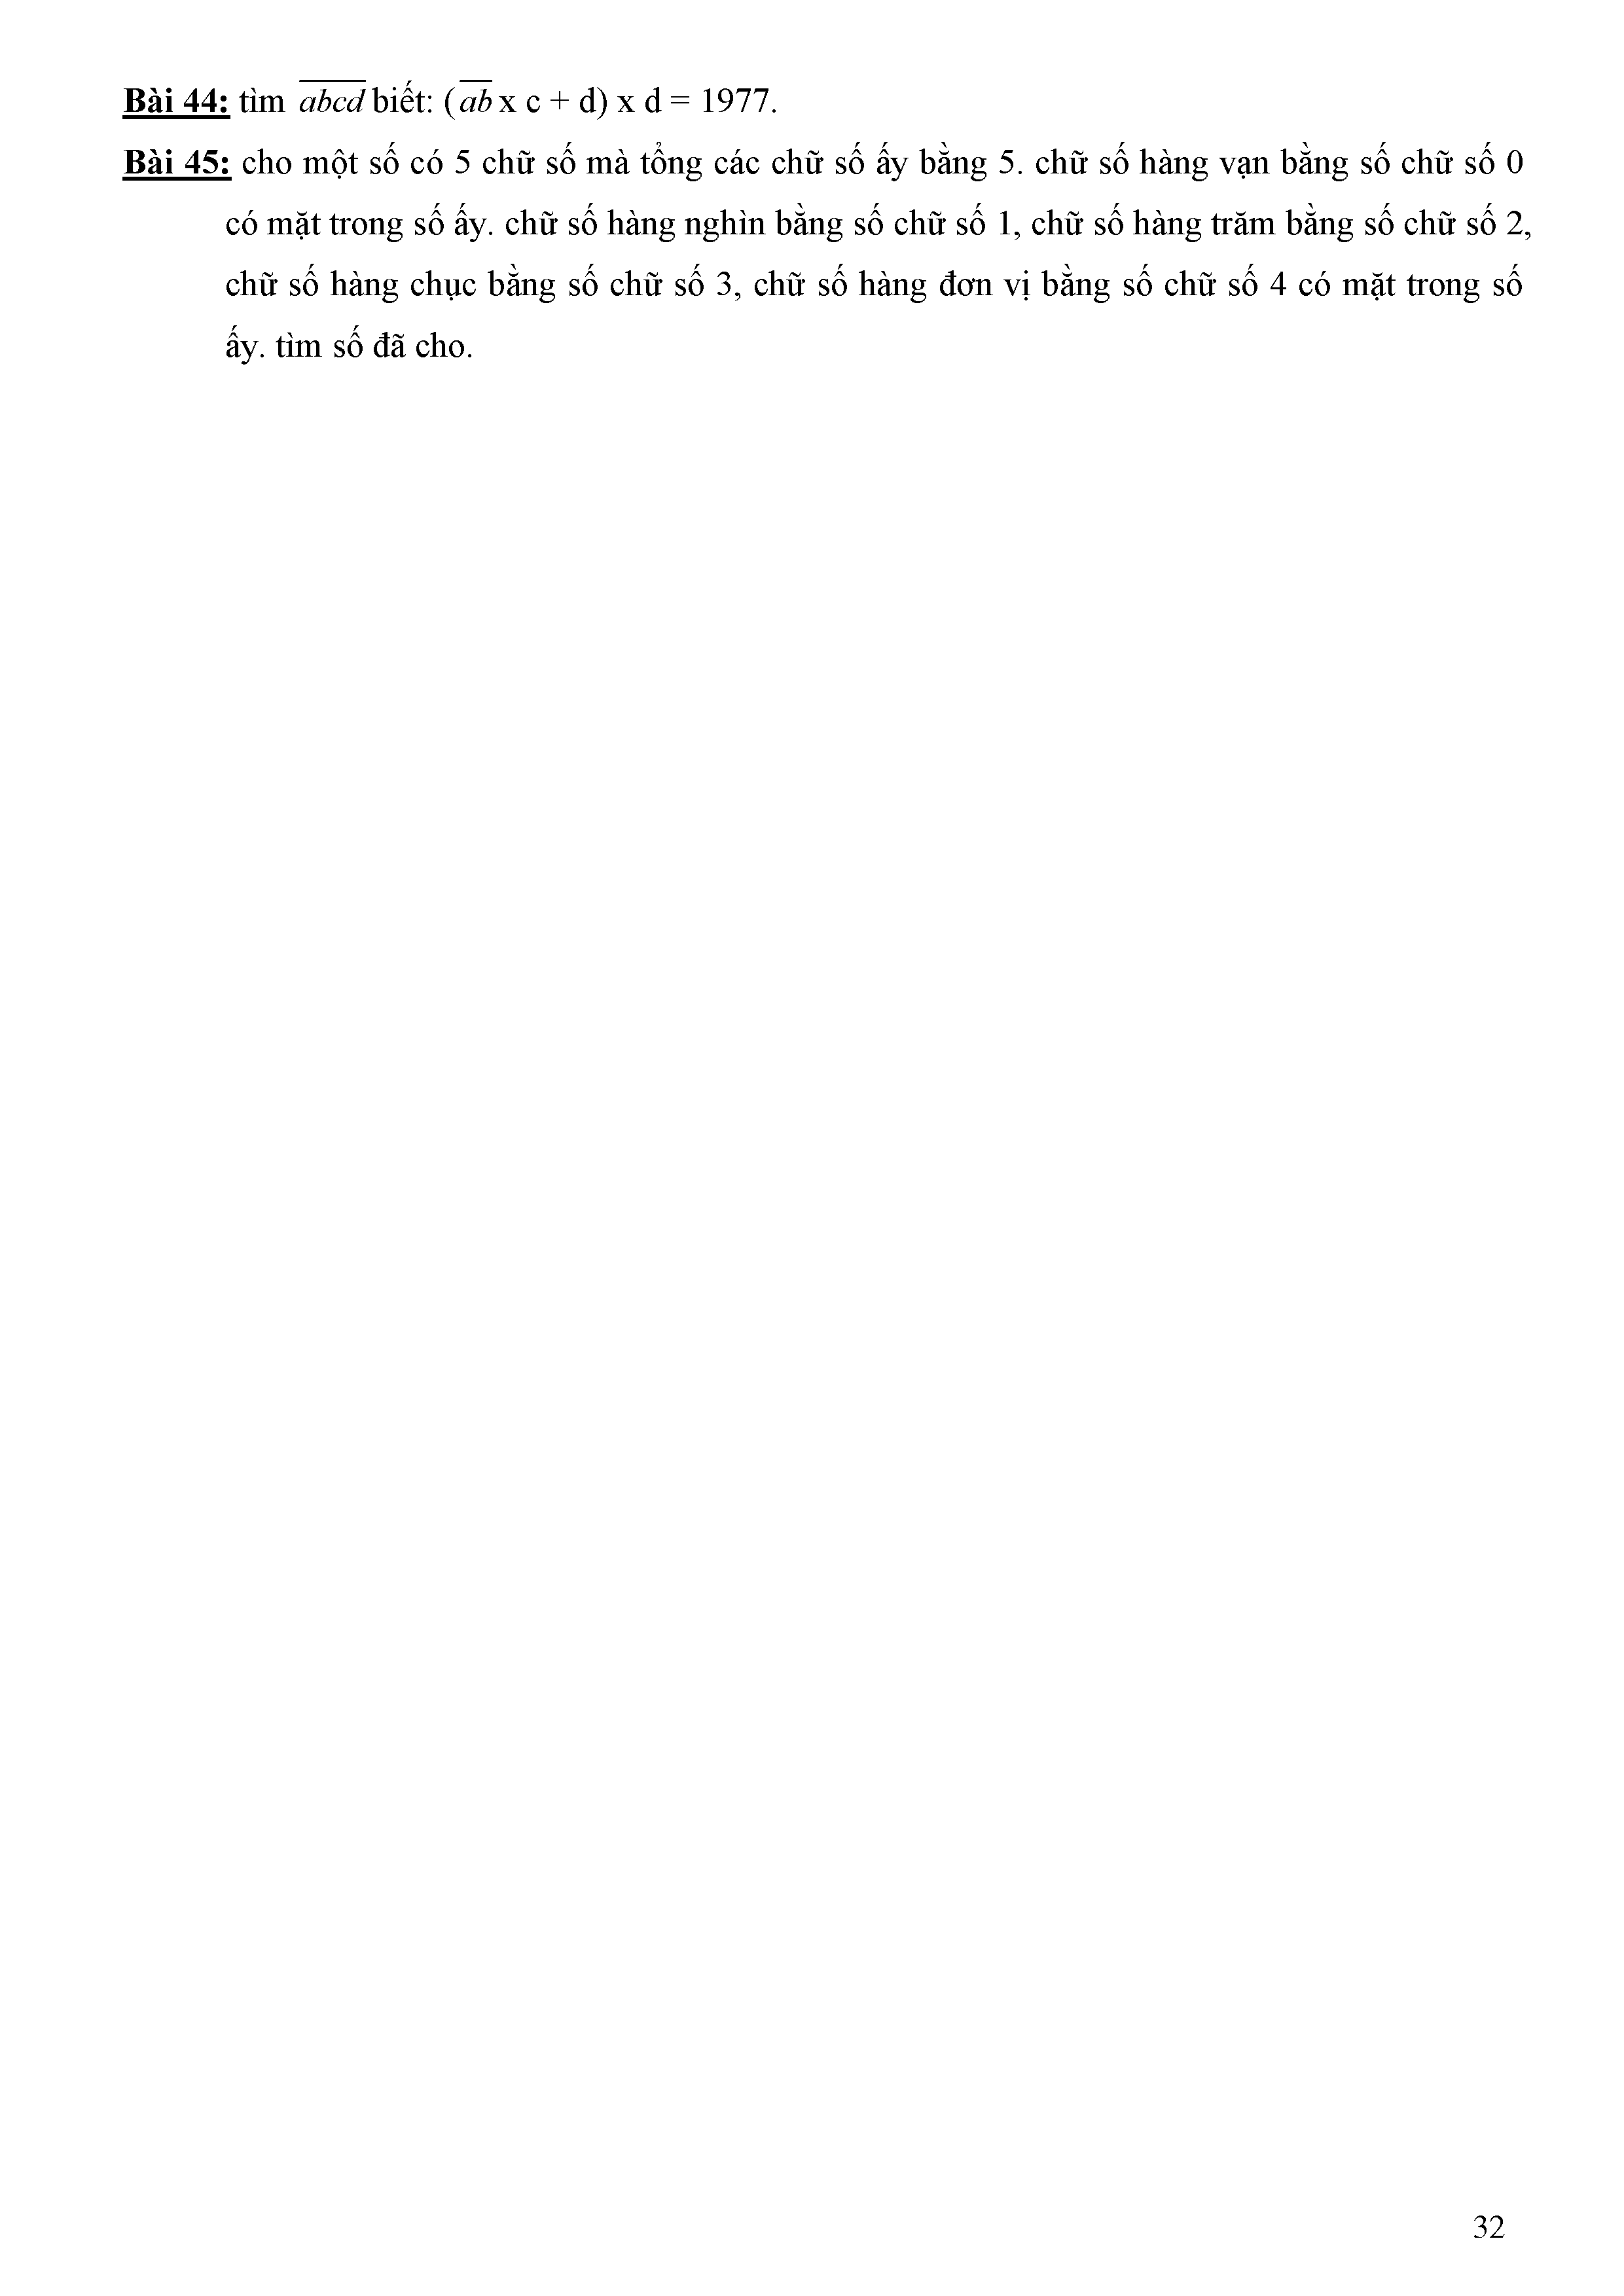 Bài 44: tìm abcd biết: (ab x c + d) x d = 1977.
Bài 45: cho một số có 5 chữ số mà tổng các chữ số ấy bằng 5. chữ số hàng vạn bằng số chữ số 0
có mặt trong số ấy. chữ số hàng nghìn bằng số chữ số 1, chữ số hàng trăm bằng số chữ số 2,
chữ số hàng chục bằng số chữ số 3, chữ số hàng đơn vị bằng số chữ số 4 có mặt trong số
ấy. tìm số đã cho.
32